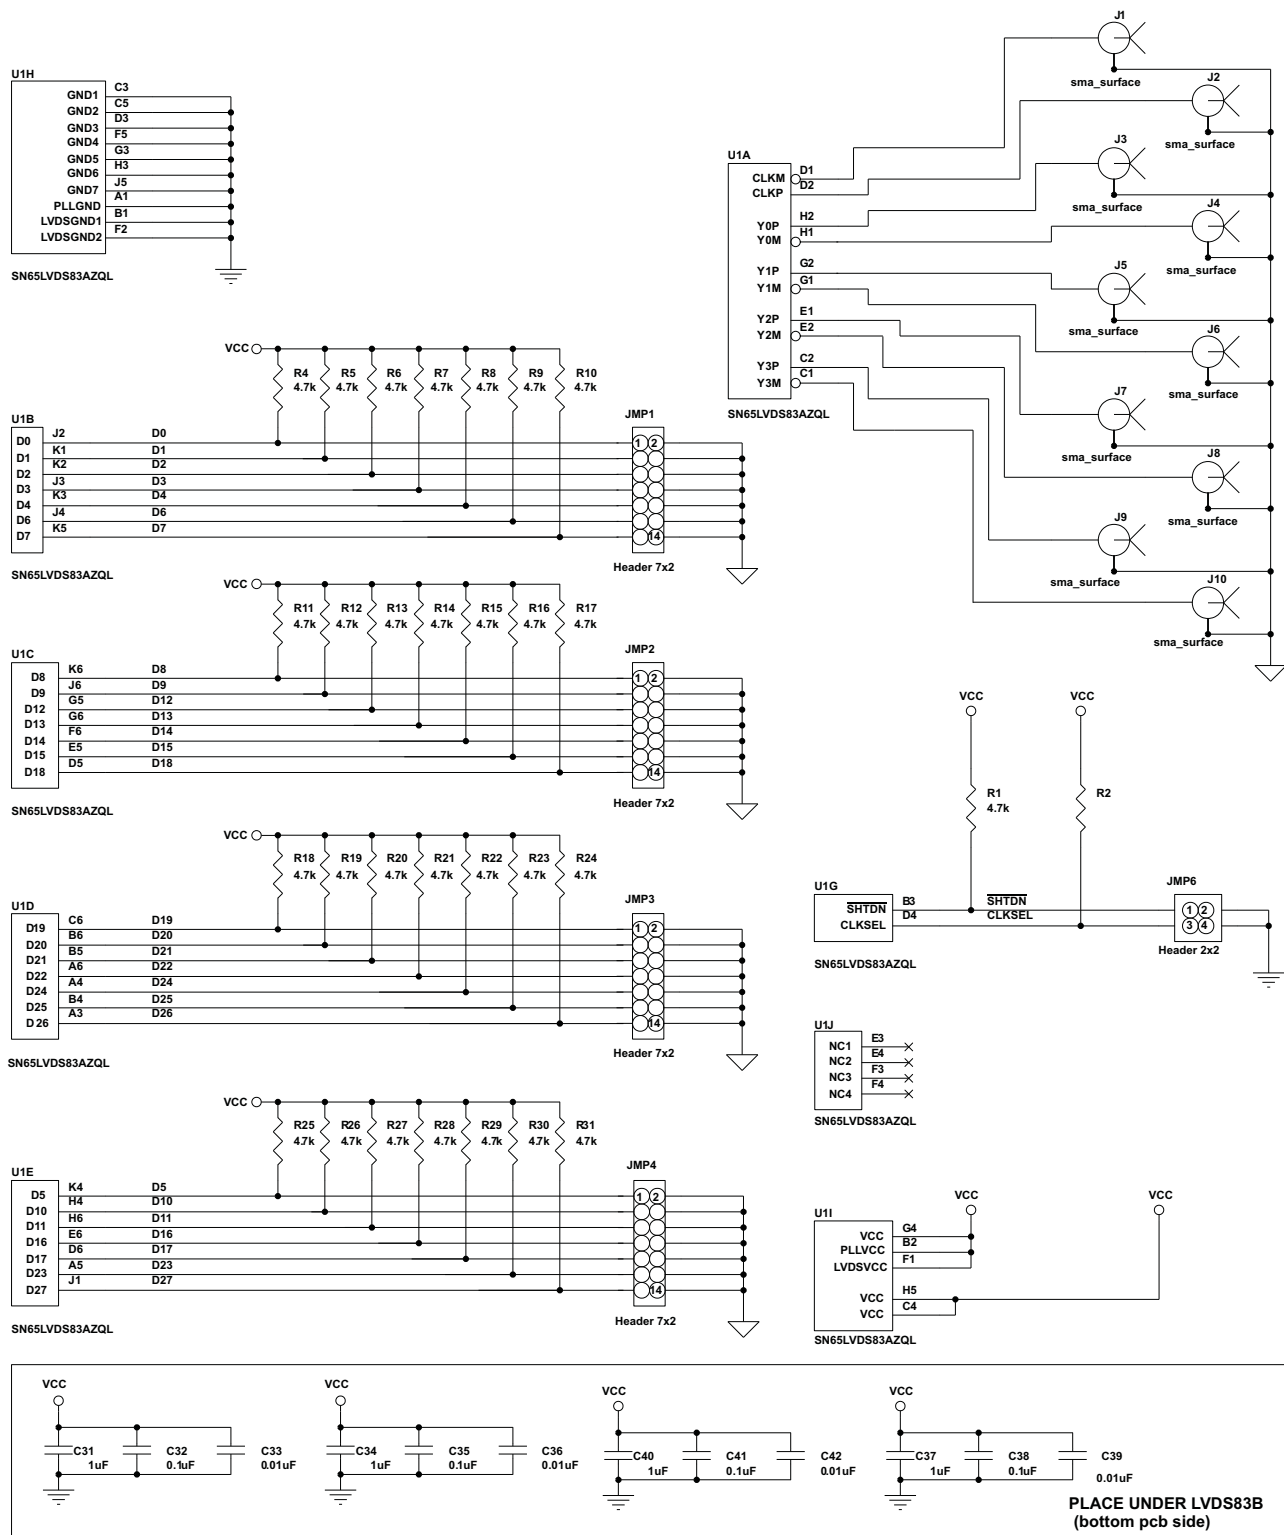 U1H
GND1 C3
GND2 C5
GND3 D3
GND4 F5
GND5 G3
GND6 H3
GND7 J5
PLLGND A1
LVDSGND1 B1
LVDSGND2 F2
SN65LVDS83AZQL
U1A
CLKM D1
CLKP D2
Y0P H2
Y0M H1
Y1P G2
Y1M G1
Y2P E1
Y2M E2
Y3P C2
Y3M C1
SN65LVDS83AZQL
J1
sma_surface
J2
sma_surface
J3
sma_surface
J4
sma_surface
J5
sma_surface
J6
sma_surface
J7
sma_surface
J8
sma_surface
J9
sma_surface
J10
sma_surface
VCC
R4 R5 R6 R7 R8 R9 R10
4.7k 4.7k 4.7k 4.7k 4.7k 4.7k 4.7k
U1B
D0 J2 D0
D1 K1 D1
D2 K2 D2
D3 J3 D3
D4 K3 D4
D6 J4 D6
D7 K5 D7
SN65LVDS83AZQL
JMP1
1 2
14
Header 7x2
VCC
R11 R12 R13 R14 R15 R16 R17
4.7k 4.7k 4.7k 4.7k 4.7k 4.7k 4.7k
U1C
D8 K6 D8
D9 J6 D9
D12 G5 D12
D13 G6 D13
D14 F6 D14
D15 E5 D15
D18 D5 D18
SN65LVDS83AZQL
JMP2
1 2
14
Header 7x2
VCC
R18 R19 R20 R21 R22 R23 R24
4.7k 4.7k 4.7k 4.7k 4.7k 4.7k 4.7k
U1D
D19 C6 D19
D20 B6 D20
D21 B5 D21
D22 A6 D22
D24 A4 D24
D25 B4 D25
D26 A3 D26
SN65LVDS83AZQL
JMP3
1 2
14
Header 7x2
VCC
R25 R26 R27 R28 R29 R30 R31
4.7k 4.7k 4.7k 4.7k 4.7k 4.7k 4.7k
U1E
D5 K4 D5
D10 H4 D10
D11 H6 D11
D16 E6 D16
D17 D6 D17
D23 A5 D23
D27 J1 D27
SN65LVDS83AZQL
JMP4
1 2
14
Header 7x2
VCC VCC
R1 R2
4.7k
U1G
SHTDN B3 SHTDN
CLKSEL D4 CLKSEL
SN65LVDS83AZQL
JMP6
1 2
3 4
Header 2x2
U1J
NC1 E3
NC2 E4
NC3 F3
NC4 F4
SN65LVDS83AZQL
VCC VCC
U1I
VCC G4
PLLVCC B2
LVDSVCC F1
VCC H5
VCC C4
SN65LVDS83AZQL
VCC
C31 C32 C33
1uF 0.1uF 0.01uF
VCC
C34 C35 C36
1uF 0.1uF 0.01uF
VCC
C40 C41 C42
1uF 0.1uF 0.01uF
VCC
C37 C38 C39
1uF 0.1uF 0.01uF
PLACE UNDER LVDS83B
(bottom pcb side)